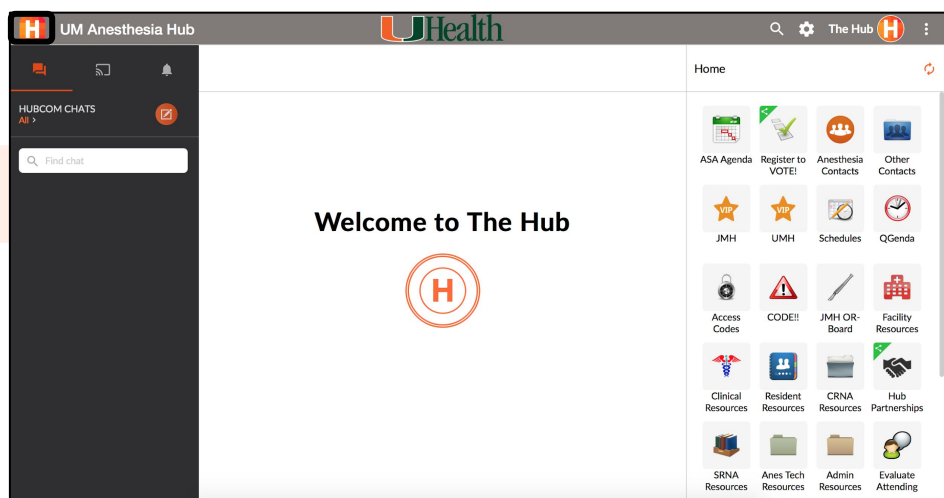 H UM Anesthesia Hub
UHealth
The Hub H
HUBCOM CHATS
All >
Find chat
Welcome to The Hub
H
Home
ASA Agenda
Register to
VOTE!
Anesthesia
Contacts
Other
Contacts
VIP
JMH
VIP
UMH
Schedules
QGenda
Access
Codes
CODE!!
JMH OR-
Board
Facility
Resources
Clinical
Resources
Resident
Resources
CRNA
Resources
Hub
Partnerships
SRNA
Resources
Anes Tech
Resources
Admin
Resources
Evaluate
Attending